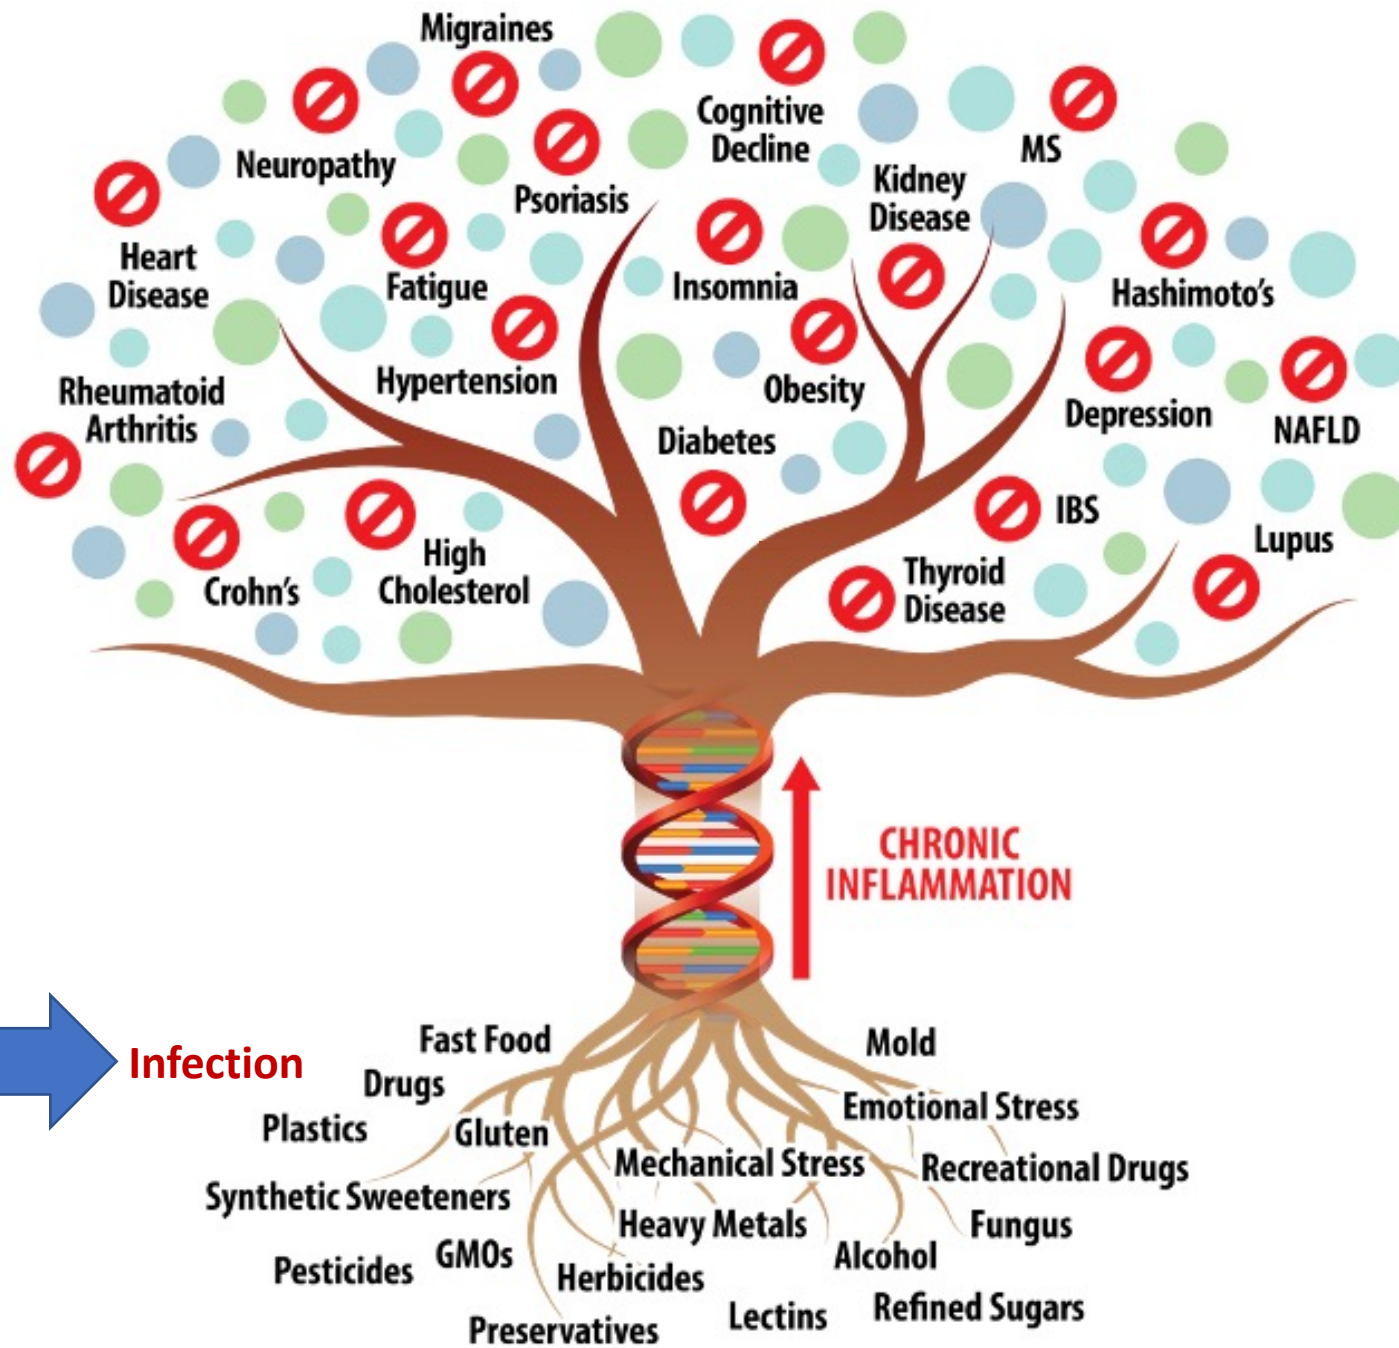 Migraines
Cognitive
Decline
MS
Neuropathy
Psoriasis
Kidney
Disease
Heart
Disease
Fatigue
Insomnia
Hashimoto's
Hypertension
Obesity
Rheumatoid
Arthritis
Depression
NAFLD
Diabetes
IBS
Lupus
Crohn's
High
Cholesterol
Thyroid
Disease
CHRONIC
INFLAMMATION
Infection
Fast Food
Mold
Drugs
Emotional Stress
Plastics
Gluten
Mechanical Stress
Recreational Drugs
Synthetic Sweeteners
Heavy Metals
Fungus
GMOs
Alcohol
Pesticides
Herbicides
Lectins
Refined Sugars
Preservatives